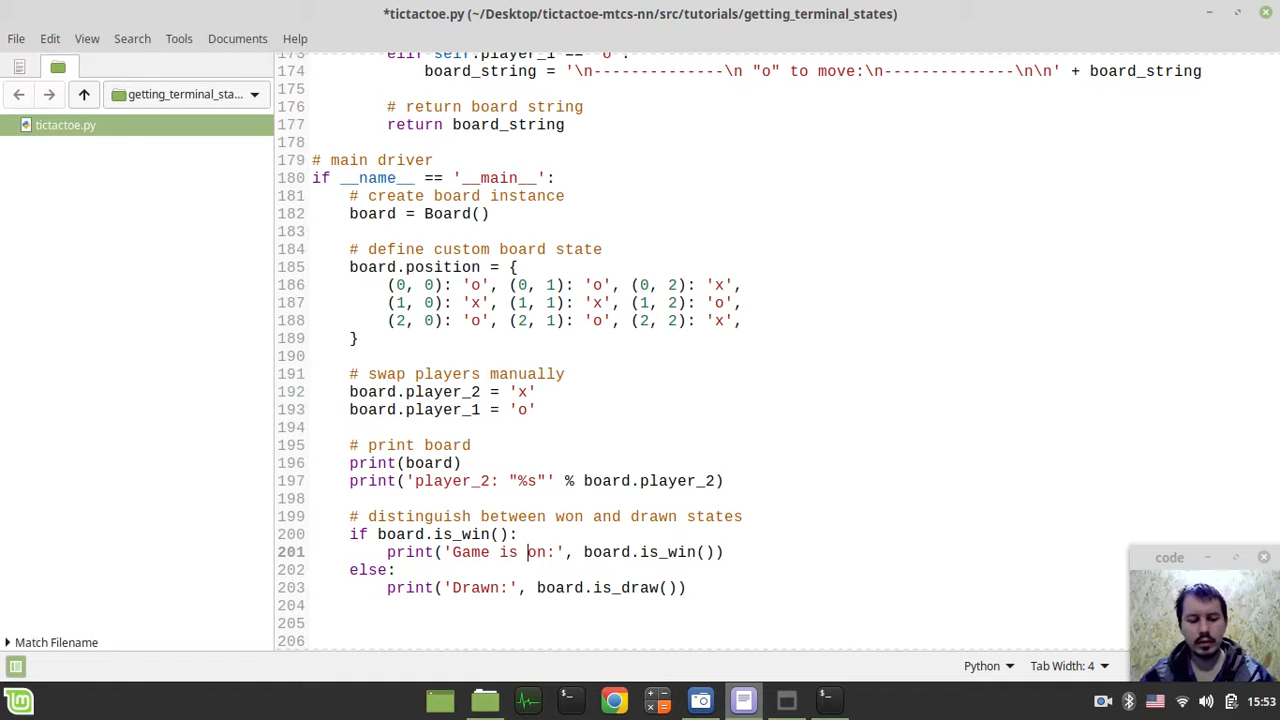 *tictactoe.py (~/Desktop/tictactoe-mtcs-nn/src/tutorials/getting_terminal_states)
File Edit View Search Tools Documents Help
getting_terminal_sta...
tictactoe.py
173 elif self.player_1 == 'o':
174 board_string = '\n--------------\n "o" to move:\n--------------\n\n' + board_string
175
176 # return board string
177 return board_string
178
179 # main driver
180 if __name__ == '__main__':
181 # create board instance
182 board = Board()
183
184 # define custom board state
185 board.position = {
186 (0, 0): 'o', (0, 1): 'o', (0, 2): 'x',
187 (1, 0): 'x', (1, 1): 'x', (1, 2): 'o',
188 (2, 0): 'o', (2, 1): 'o', (2, 2): 'x',
189 }
190
191 # swap players manually
192 board.player_2 = 'x'
193 board.player_1 = 'o'
194
195 # print board
196 print(board)
197 print('player_2: "%s"' % board.player_2)
198
199 # distinguish between won and drawn states
200 if board.is_win():
201 print('Game is on:', board.is_win())
202 else:
203 print('Drawn:', board.is_draw())
204
205
206
code
Match Filename
Python Tab Width: 4
15:53